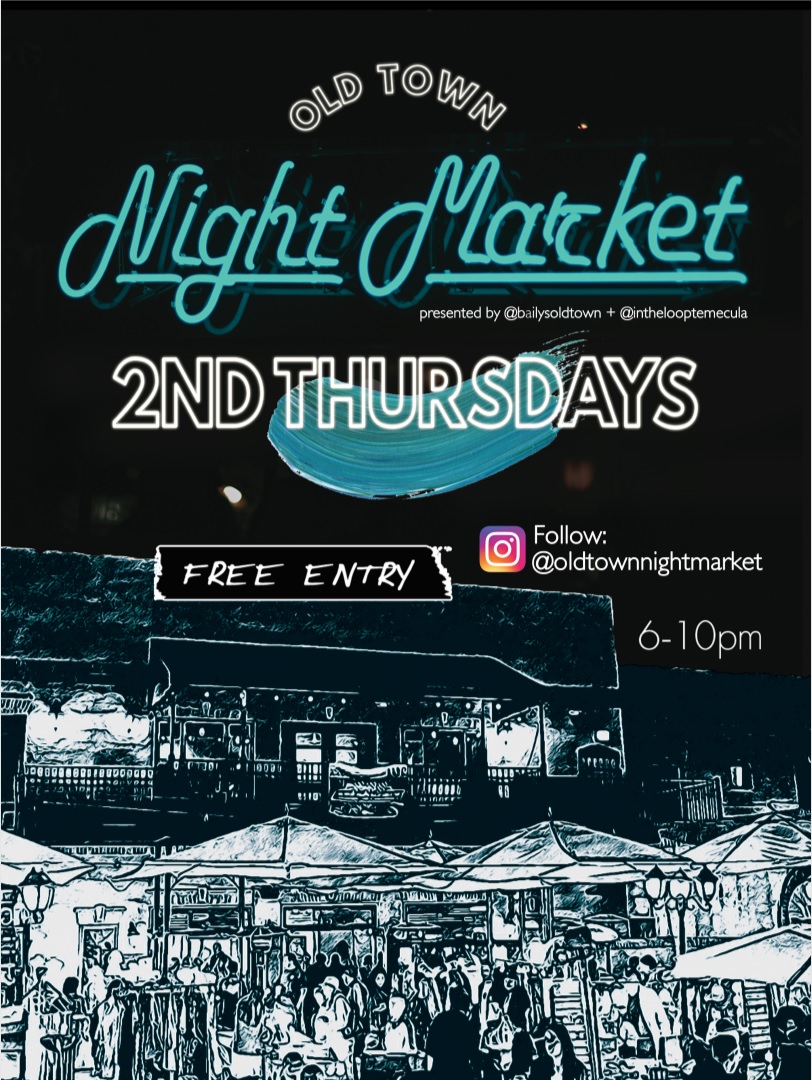 OLD TOWN
Night Market
presented by @bailysoldtown + @inthelooptemecula
2ND THURSDAYS
Follow:
@oldtownnightmarket
FREE ENTRY
6-10pm